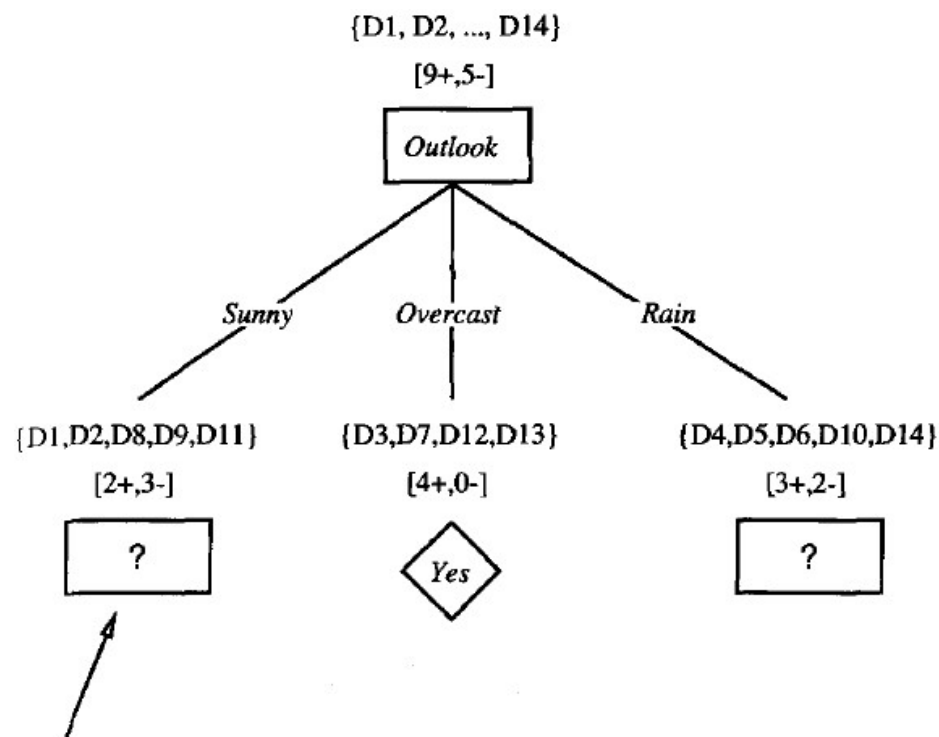 {D1, D2, ..., D14}
[9+,5-]
Outlook
Sunny
Overcast
Rain
{D1,D2,D8,D9,D11}
{D3,D7,D12,D13}
{D4,D5,D6,D10,D14}
[2+,3-]
[4+,0-]
[3+,2-]
?
Yes
?